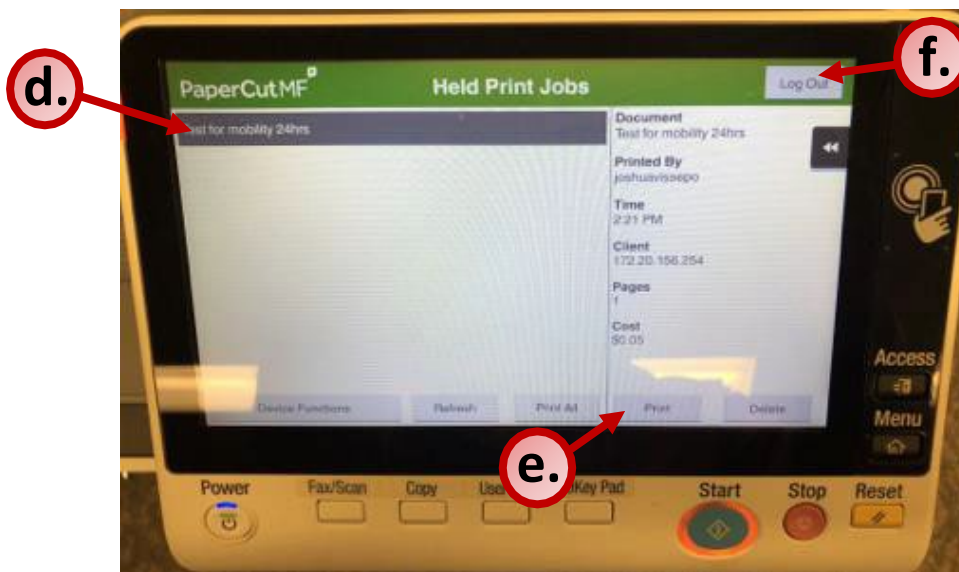 d.
f.
PaperCutMF
Held Print Jobs
Log Out
Test for mobility 24hrs
Document
Test for mobility 24hrs
Printed By
joshuavissepo
Time
2:21 PM
Client
172.20.156.254
Pages
1
Cost
$0.05
Device Functions
Refresh
Print All
Print
Delete
e.
Access
Menu
Power
Fax/Scan
Copy
Key Pad
Start
Stop
Reset